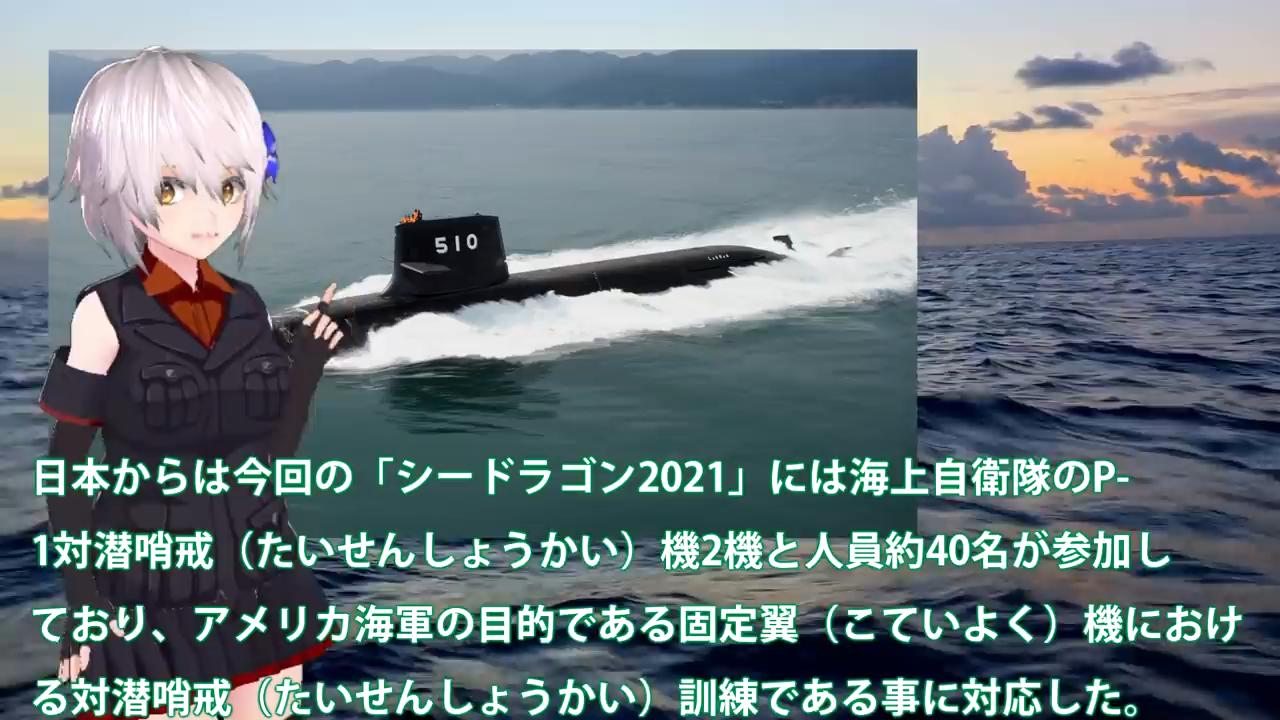 510
日本からは今回の「シードラゴン2021」には海上自衛隊のP-
1対潜哨戒（たいせんしょうかい）機2機と人員約40名が参加し
ており、アメリカ海軍の目的である固定翼（こていよく）機におけ
る対潜哨戒（たいせんしょうかい）訓練である事に対応した。